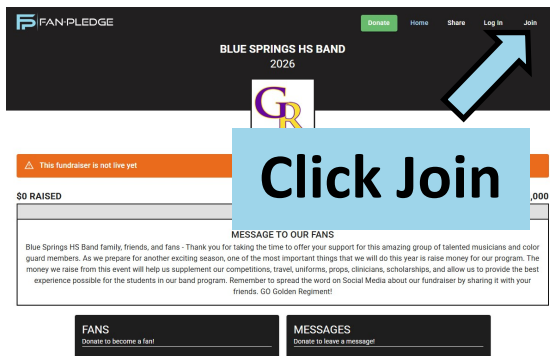 FAN-PLEDGE
Donate Home Share Log In Join
BLUE SPRINGS HS BAND
2026
GR
This fundraiser is not live yet
Click Join
$0 RAISED
,000
MESSAGE TO OUR FANS
Blue Springs HS Band family, friends, and fans - Thank you for taking the time to offer your support for this amazing group of talented musicians and color
guard members. As we prepare for another exciting season, one of the most important things that we will do this year is raise money for our program. The
money we raise from this event will help us supplement our competitions, travel, uniforms, props, clinicians, scholarships, and allow us to provide the best
experience possible for the students in our band program. Remember to spread the word on Social Media about our fundraiser by sharing it with your
friends. GO Golden Regiment!
FANS
Donate to become a fan!
MESSAGES
Donate to leave a message!